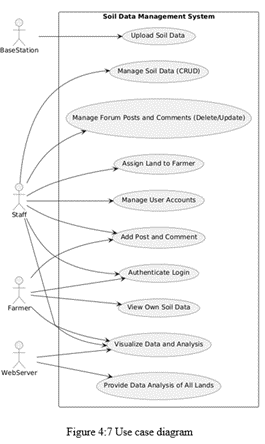 Soil Data Management System
BaseStation
Upload Soil Data
Manage Soil Data (CRUD)
Manage Forum Posts and Comments (Delete/Update)
Assign Land to Farmer
Staff
Manage User Accounts
Add Post and Comment
Authenticate Login
Farmer
View Own Soil Data
WebServer
Visualize Data and Analysis
Provide Data Analysis of All Lands
Figure 4:7 Use case diagram